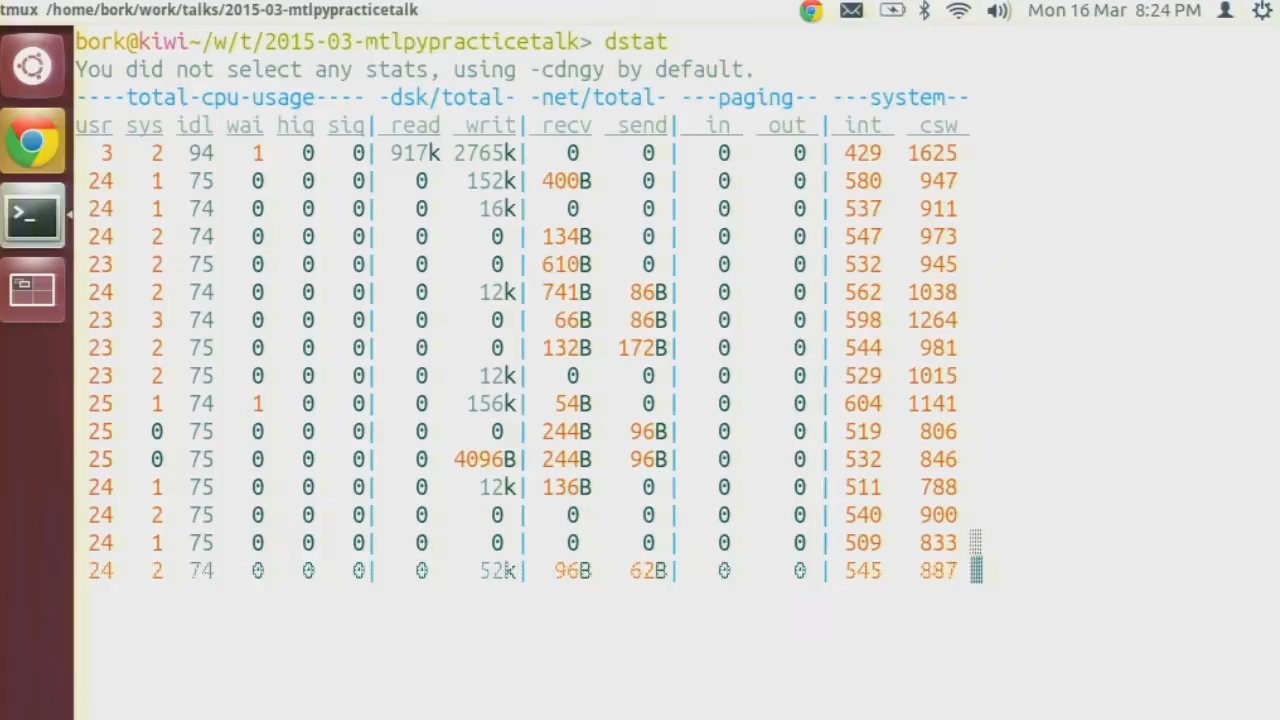 tmux /home/bork/work/talks/2015-03-mtlpypracticetalk Mon 16 Mar 8:24 PM
bork@kiwi~/w/t/2015-03-mtlpypracticetalk> dstat
You did not select any stats, using -cdngy by default.
----total-cpu-usage---- -dsk/total- -net/total- ---paging-- ---system--
usr sys idl wai hiq siq| read writ| recv send| in out | int csw
3 2 94 1 0 0| 917k 2765k| 0 0 | 0 0 | 429 1625
24 1 75 0 0 0| 0 152k| 400B 0 | 0 0 | 580 947
24 1 74 0 0 0| 0 16k| 0 0 | 0 0 | 537 911
24 2 74 0 0 0| 0 0 | 134B 0 | 0 0 | 547 973
23 2 75 0 0 0| 0 0 | 610B 0 | 0 0 | 532 945
24 2 74 0 0 0| 0 12k| 741B 86B| 0 0 | 562 1038
23 3 74 0 0 0| 0 0 | 66B 86B| 0 0 | 598 1264
23 2 75 0 0 0| 0 0 | 132B 172B| 0 0 | 544 981
23 2 75 0 0 0| 0 12k| 0 0 | 0 0 | 529 1015
25 1 74 1 0 0| 0 156k| 54B 0 | 0 0 | 604 1141
25 0 75 0 0 0| 0 0 | 244B 96B| 0 0 | 519 806
25 0 75 0 0 0| 0 4096B| 244B 96B| 0 0 | 532 846
24 1 75 0 0 0| 0 12k| 136B 0 | 0 0 | 511 788
24 2 75 0 0 0| 0 0 | 0 0 | 0 0 | 540 900
24 1 75 0 0 0| 0 0 | 0 0 | 0 0 | 509 833
24 2 74 0 0 0| 0 52k| 96B 62B| 0 0 | 545 887